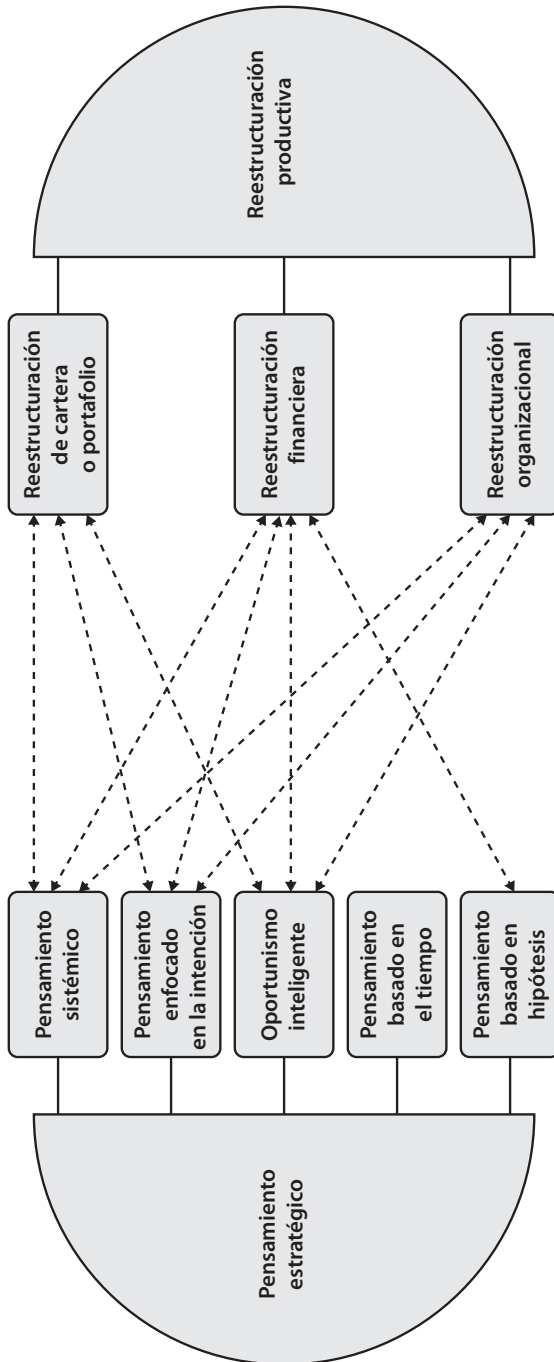 Pensamiento
estratégico
Pensamiento
sistémico
Pensamiento
enfocado
en la intención
Oportunismo
inteligente
Pensamiento
basado en
el tiempo
Pensamiento
basado en
hipótesis
Reestructuración
de cartera
o portafolio
Reestructuración
financiera
Reestructuración
organizacional
Reestructuración
productiva